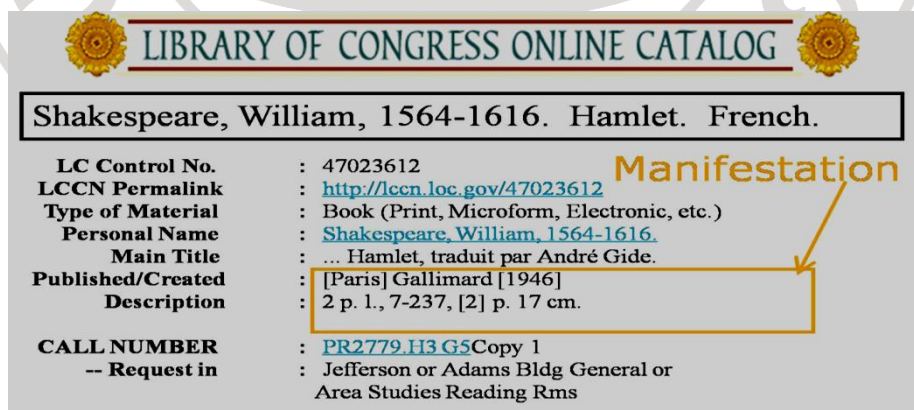 LIBRARY OF CONGRESS ONLINE CATALOG
Shakespeare, William, 1564-1616. Hamlet. French.
Manifestation
LC Control No. : 47023612
LCCN Permalink : http://lccn.loc.gov/47023612
Type of Material : Book (Print, Microform, Electronic, etc.)
Personal Name : Shakespeare, William, 1564-1616.
Main Title : ... Hamlet, traduit par André Gide.
Published/Created : [Paris] Gallimard [1946]
Description : 2 p. l., 7-237, [2] p. 17 cm.
CALL NUMBER : PR2779.H3 G5Copy 1
-- Request in : Jefferson or Adams Bldg General or
Area Studies Reading Rms